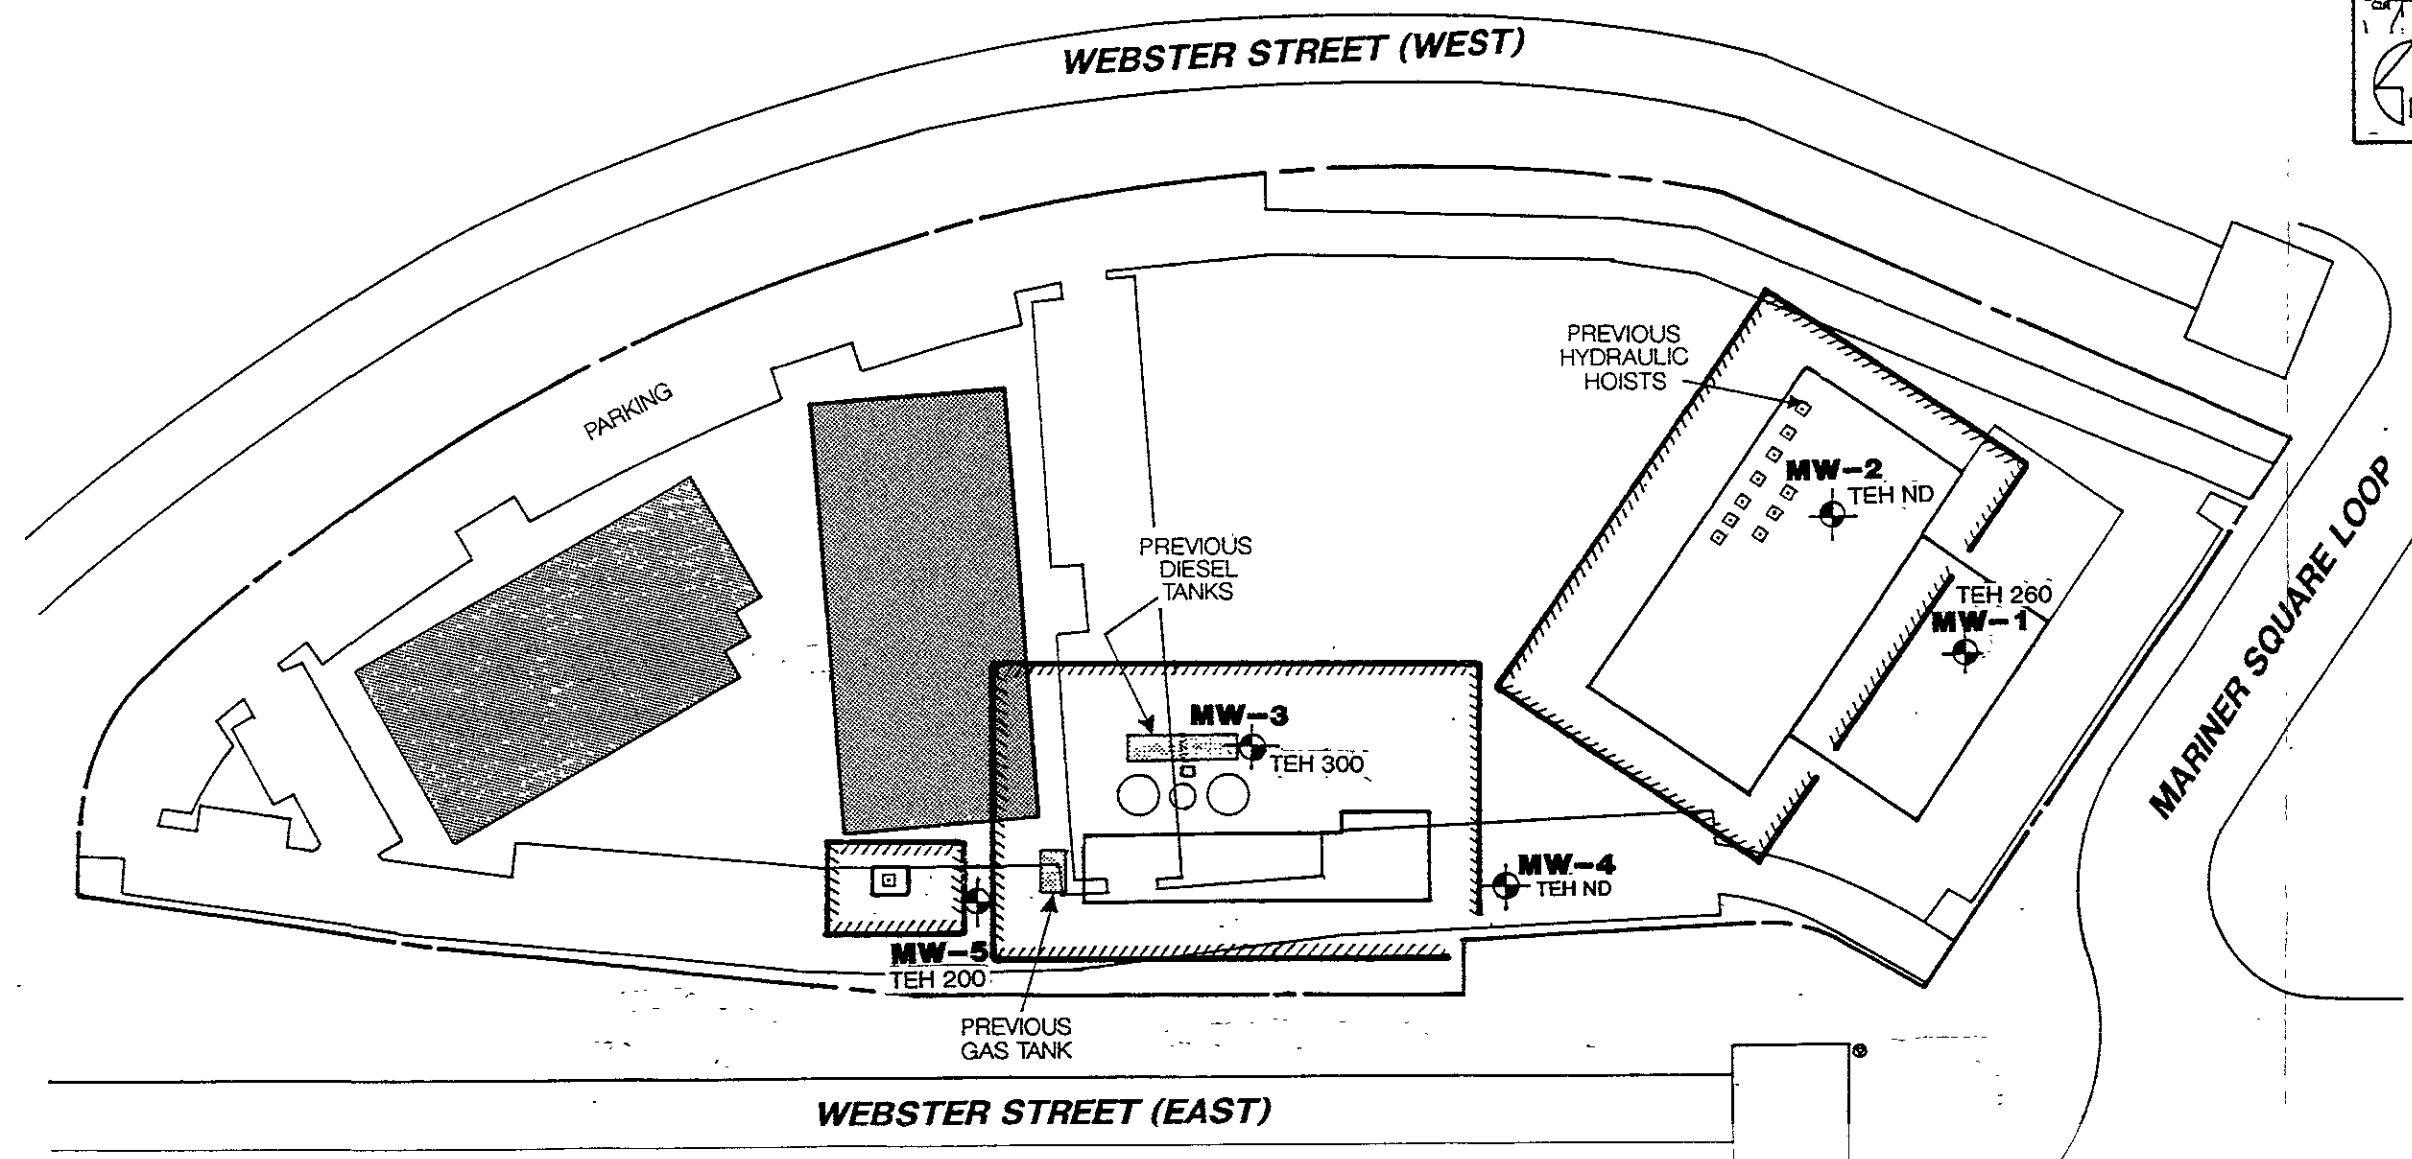 WEBSTER STREET (WEST)
PREVIOUS
HYDRAULIC
HOISTS
PARKING
MW-2
TEH ND
PREVIOUS
DIESEL
TANKS
TEH 260
MW-1
MARINER SQUARE LOOP
MW-3
TEH 300
MW-4
TEH ND
MW-5
TEH 200
PREVIOUS
GAS TANK
WEBSTER STREET (EAST)